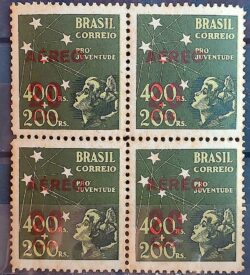 BRASIL
CORREIO
AÉREO
PRO
JUVENTUDE
400 RS.
200 RS.
BRASIL
CORREIO
AÉREO
PRO
JUVENTUDE
400 RS.
200 RS.
BRASIL
CORREIO
AÉREO
PRO
JUVENTUDE
400 RS.
200 RS.
BRASIL
CORREIO
AÉREO
PRO
JUVENTUDE
400 RS.
200 RS.